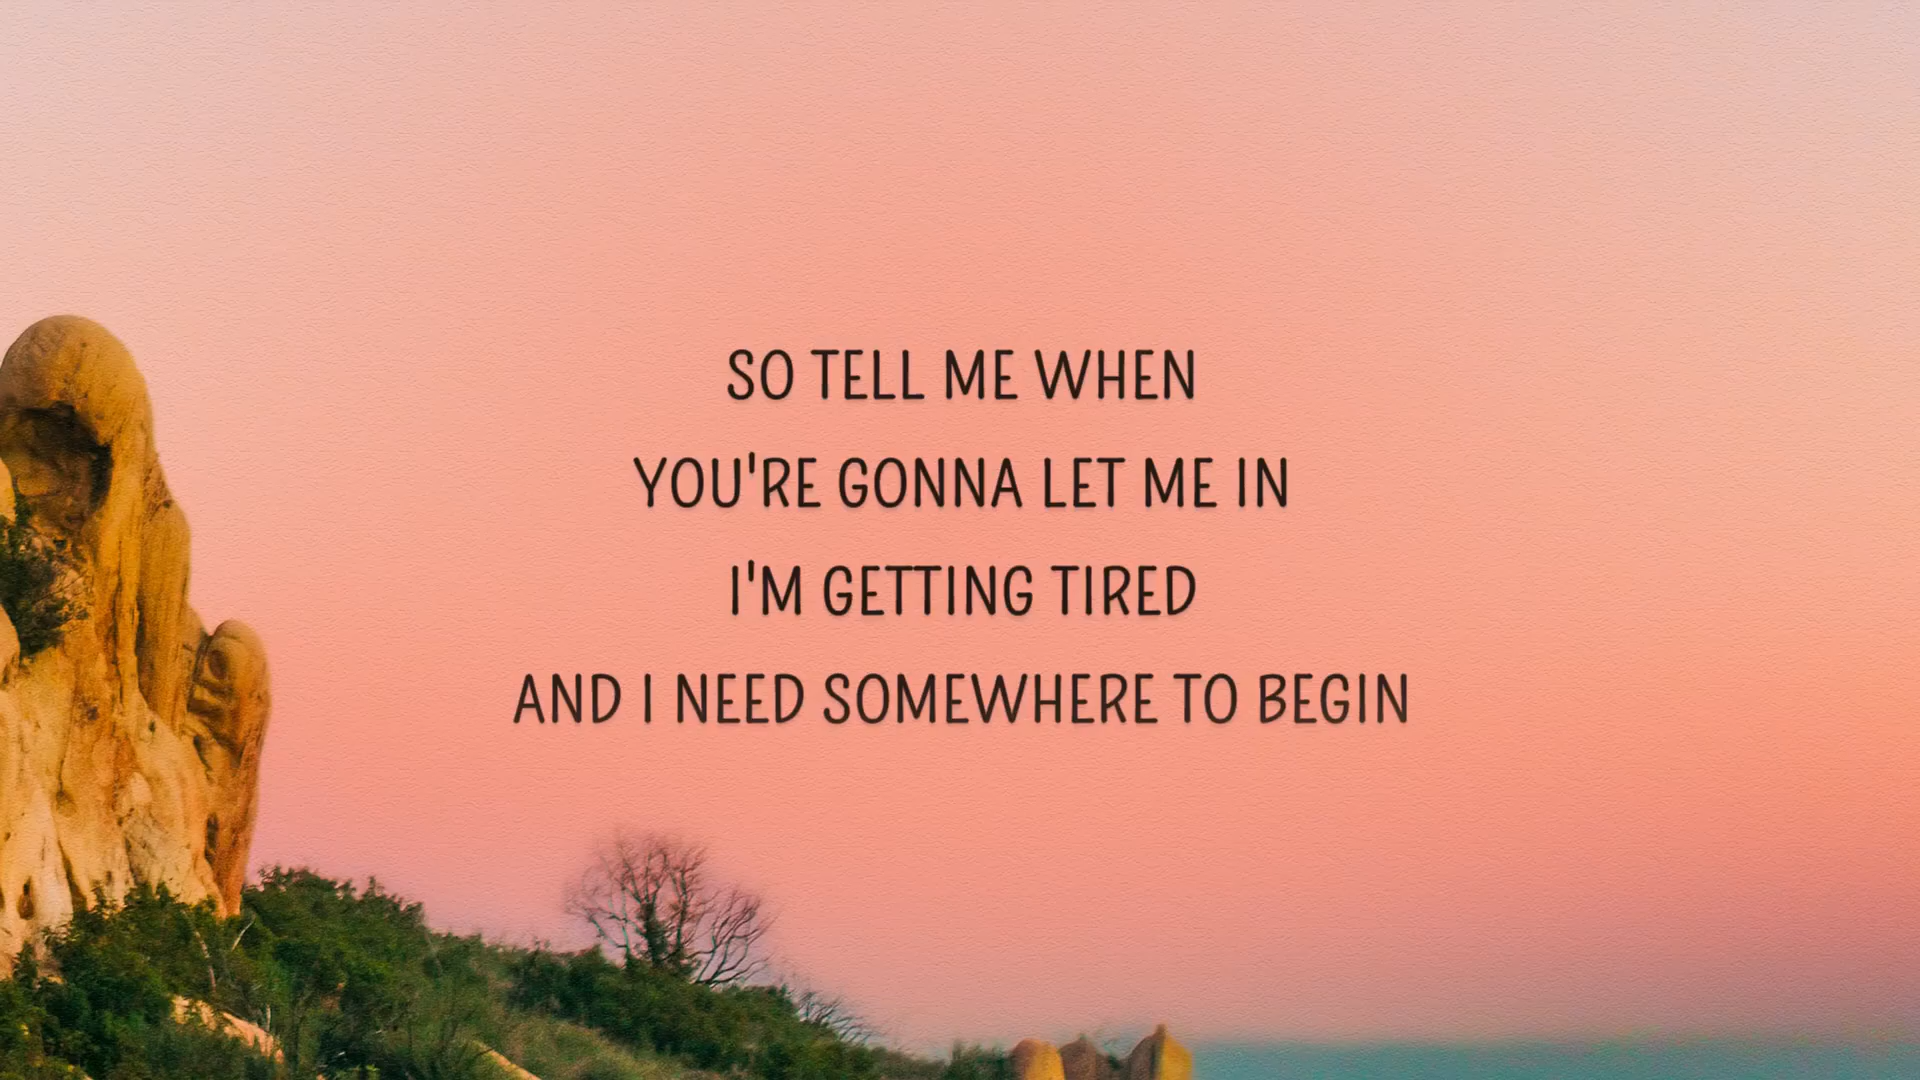 SO TELL ME WHEN
YOU'RE GONNA LET ME IN
I'M GETTING TIRED
AND I NEED SOMEWHERE TO BEGIN